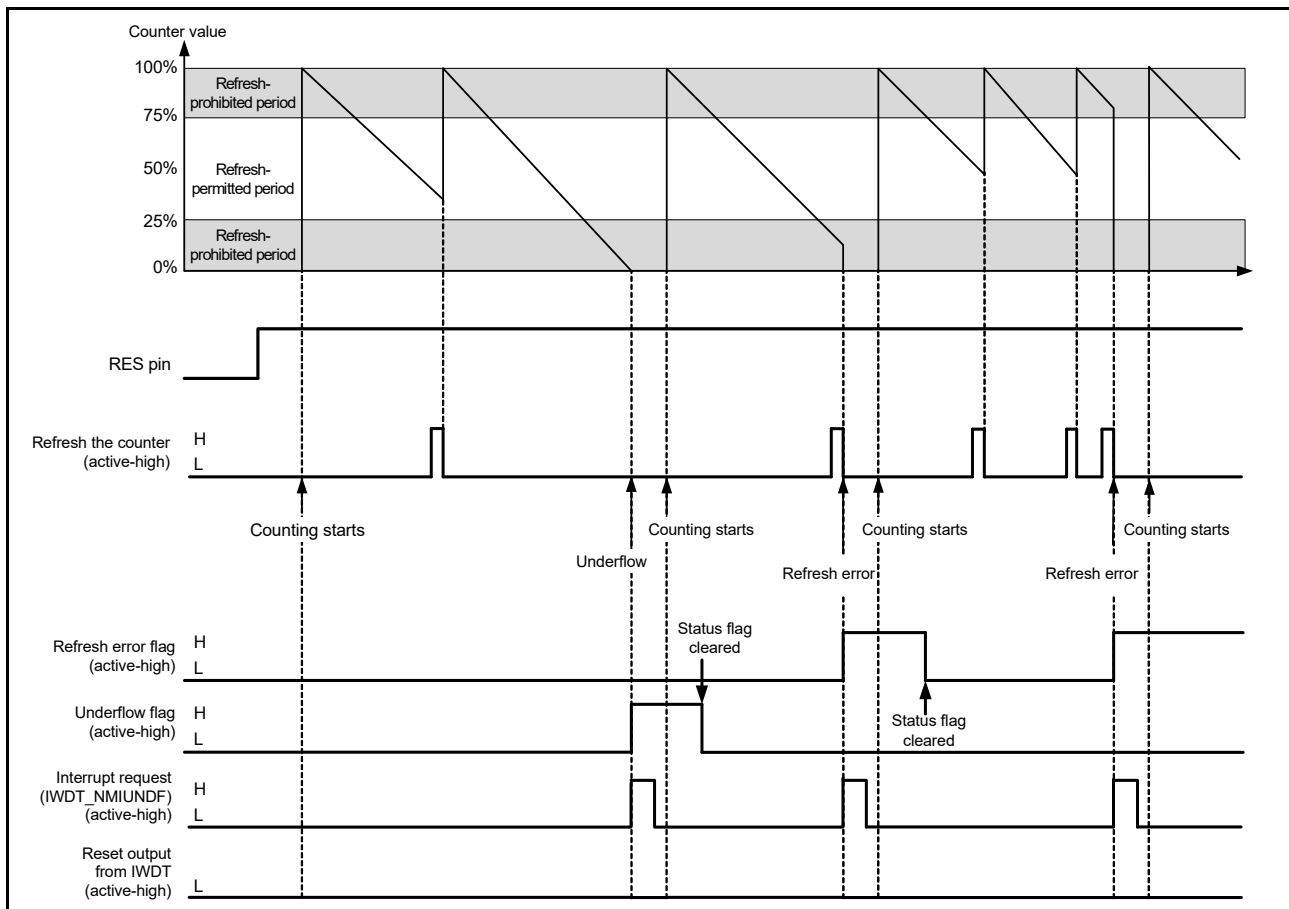 Counter value
100%
Refresh-
prohibited period
75%
50%
Refresh-
permitted period
25%
Refresh-
prohibited period
0%
RES pin
Refresh the counter
(active-high)
H
L
Counting starts
Counting starts
Counting starts
Counting starts
Underflow
Refresh error
Refresh error
Refresh error flag
(active-high)
H
L
Status flag
cleared
Underflow flag
(active-high)
H
L
Status flag
cleared
Interrupt request
(IWDT_NMIUNDF)
(active-high)
H
L
Reset output
from IWDT
(active-high)
L